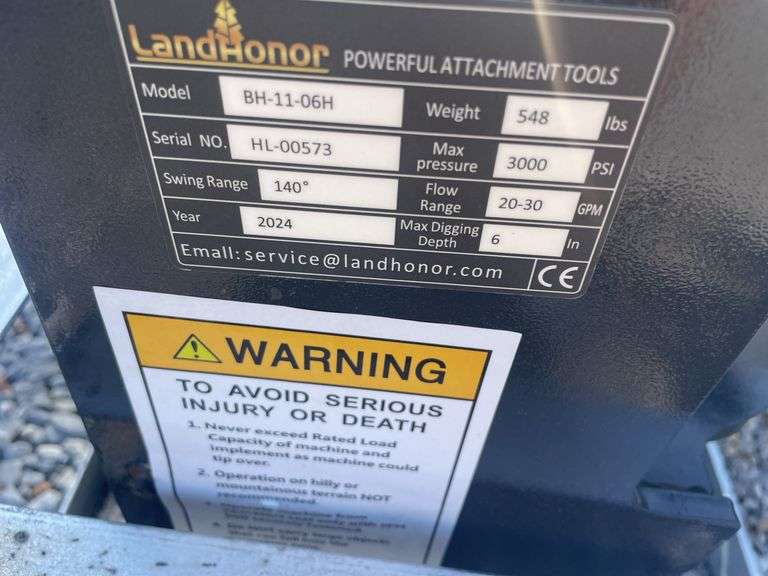 LandHonor POWERFUL ATTACHMENT TOOLS
Model BH-11-06H Weight 548 lbs
Serial NO. HL-00573 Max pressure 3000 PSI
Swing Range 140° Flow Range 20-30 GPM
Year 2024 Max Digging Depth 6 In
Emall: service@landhonor.com CE
WARNING
TO AVOID SERIOUS
INJURY OR DEATH
1. Never exceed Rated Load
Capacity of machine and
implement as machine could
tip over.
2. Operation on hilly or
mountainous terrain NOT
recommended.